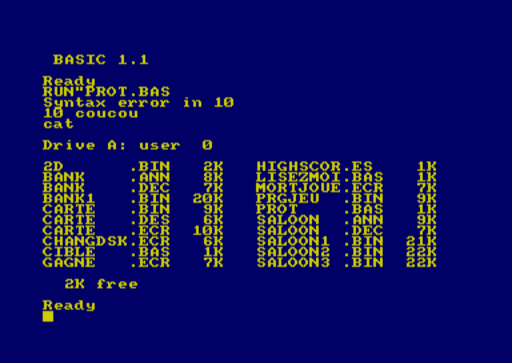 BASIC 1.1
Ready
RUN"PROT.BAS
Syntax error in 10
10 coucou
cat
Drive A: user  0
2D      .BIN   2K   HIGHSCOR.ES    1K
BANK    .ANN   8K   LISEZMOI.BAS   1K
BANK    .DEC   7K   MORTJOUE.ECR   7K
BANK1   .BIN  20K   PRGJEU  .BIN   9K
CARTE   .BIN   9K   PROT    .BAS   1K
CARTE   .DES   6K   SALOON  .ANN   9K
CARTE   .ECR  10K   SALOON  .DEC   7K
CHANGDSK.ECR   6K   SALOON1 .BIN  21K
CIBLE   .BAS   1K   SALOON2 .BIN  22K
GAGNE   .ECR   7K   SALOON3 .BIN  22K
2K free
Ready